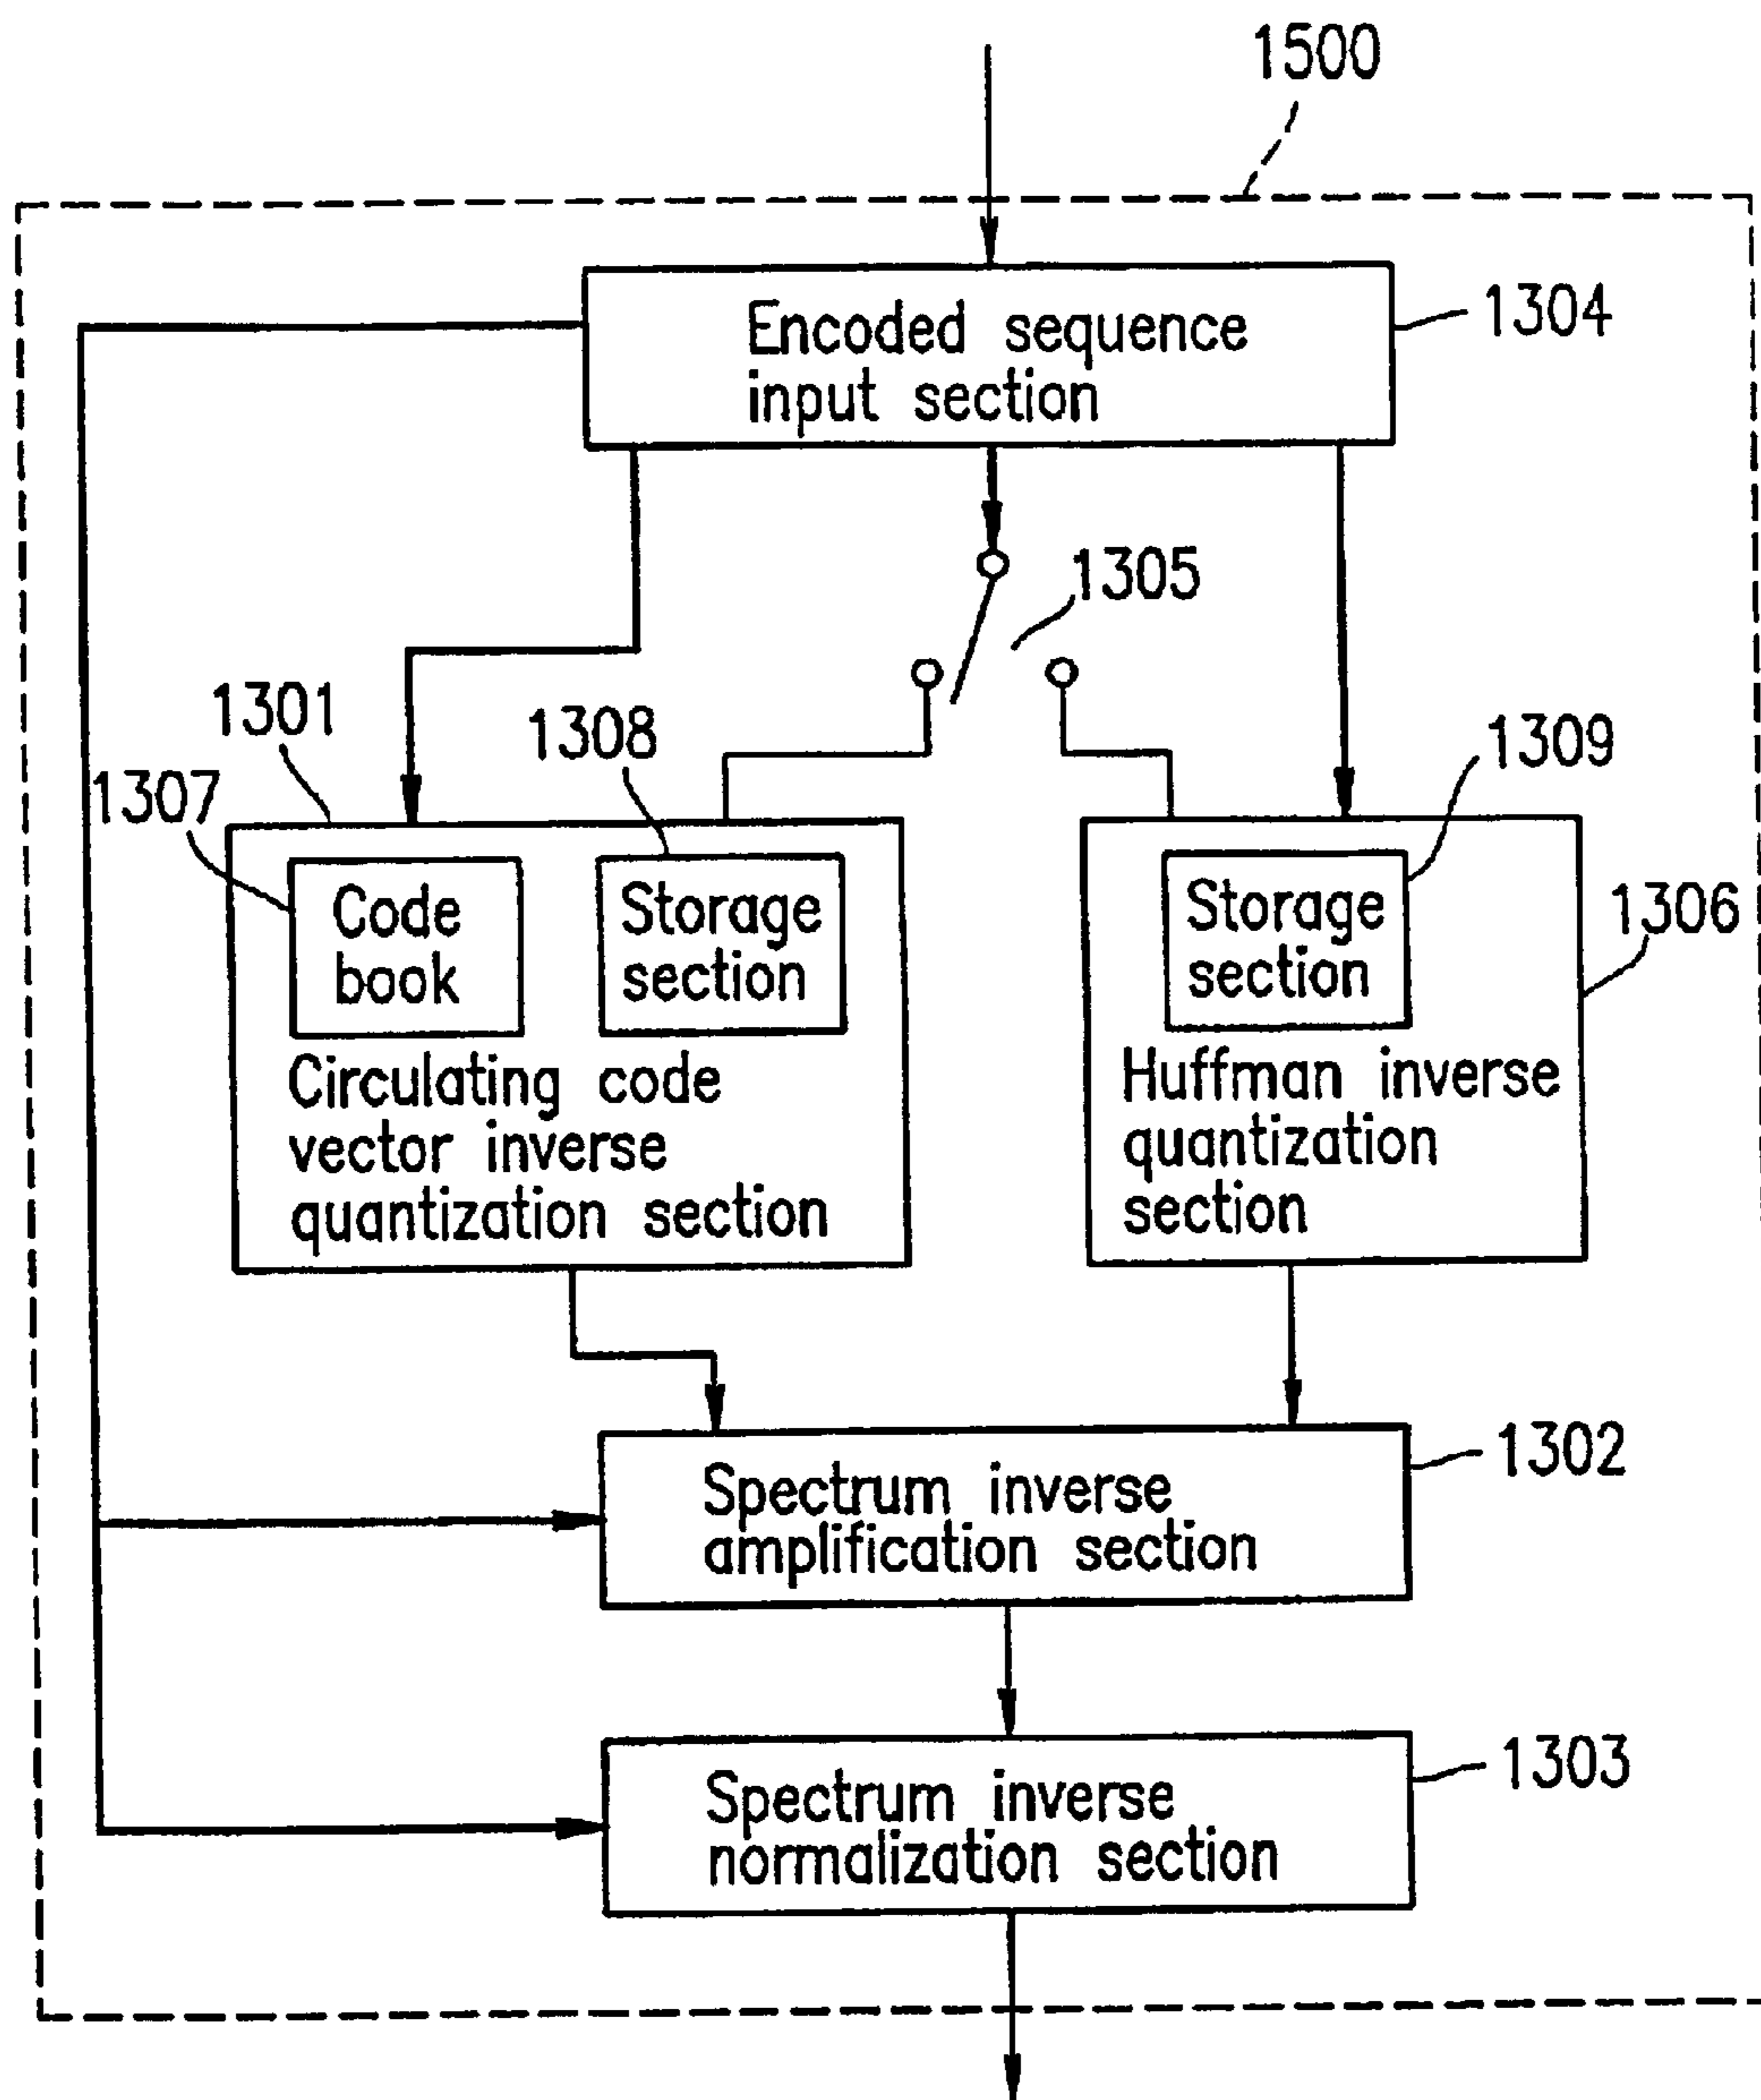 1500
Encoded sequence
input section
1304
1305
1301
1308
1309
1307
Code
book
Storage
section
Storage
section
1306
Circulating code
vector inverse
quantization section
Huffman inverse
quantization
section
Spectrum inverse
amplification section
1302
Spectrum inverse
normalization section
1303